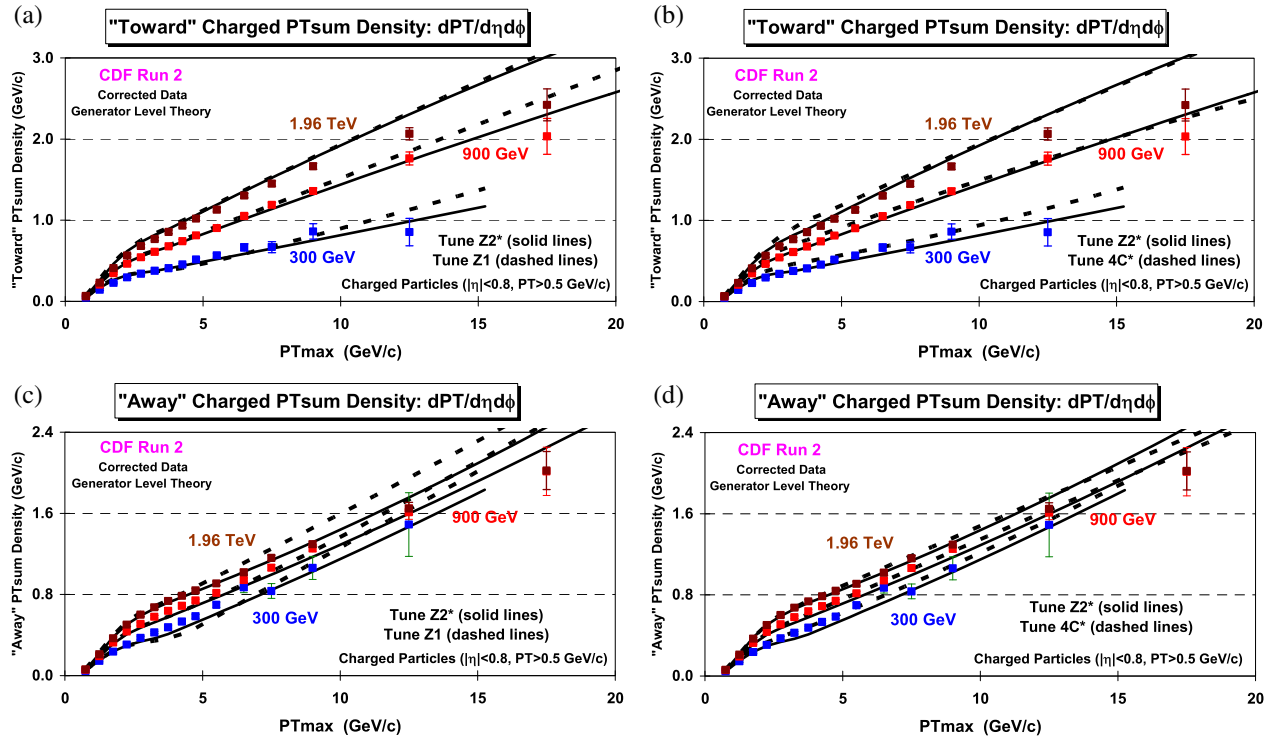 (a)
"Toward" Charged PTsum Density: dPT/dηdϕ
"Toward" PTsum Density (GeV/c)
3.0
2.0
1.0
0.0
CDF Run 2
Corrected Data
Generator Level Theory
1.96 TeV
900 GeV
300 GeV
Tune Z2* (solid lines)
Tune Z1 (dashed lines)
Charged Particles (|η|<0.8, PT>0.5 GeV/c)
0 5 10 15 20
PTmax (GeV/c)
(b)
"Toward" Charged PTsum Density: dPT/dηdϕ
"Toward" PTsum Density (GeV/c)
3.0
2.0
1.0
0.0
CDF Run 2
Corrected Data
Generator Level Theory
1.96 TeV
900 GeV
300 GeV
Tune Z2* (solid lines)
Tune 4C* (dashed lines)
Charged Particles (|η|<0.8, PT>0.5 GeV/c)
0 5 10 15 20
PTmax (GeV/c)
(c)
"Away" Charged PTsum Density: dPT/dηdϕ
"Away" PTsum Density (GeV/c)
2.4
1.6
0.8
0.0
CDF Run 2
Corrected Data
Generator Level Theory
900 GeV
1.96 TeV
300 GeV
Tune Z2* (solid lines)
Tune Z1 (dashed lines)
Charged Particles (|η|<0.8, PT>0.5 GeV/c)
0 5 10 15 20
PTmax (GeV/c)
(d)
"Away" Charged PTsum Density: dPT/dηdϕ
"Away" PTsum Density (GeV/c)
2.4
1.6
0.8
0.0
CDF Run 2
Corrected Data
Generator Level Theory
900 GeV
1.96 TeV
300 GeV
Tune Z2* (solid lines)
Tune 4C* (dashed lines)
Charged Particles (|η|<0.8, PT>0.5 GeV/c)
0 5 10 15 20
PTmax (GeV/c)